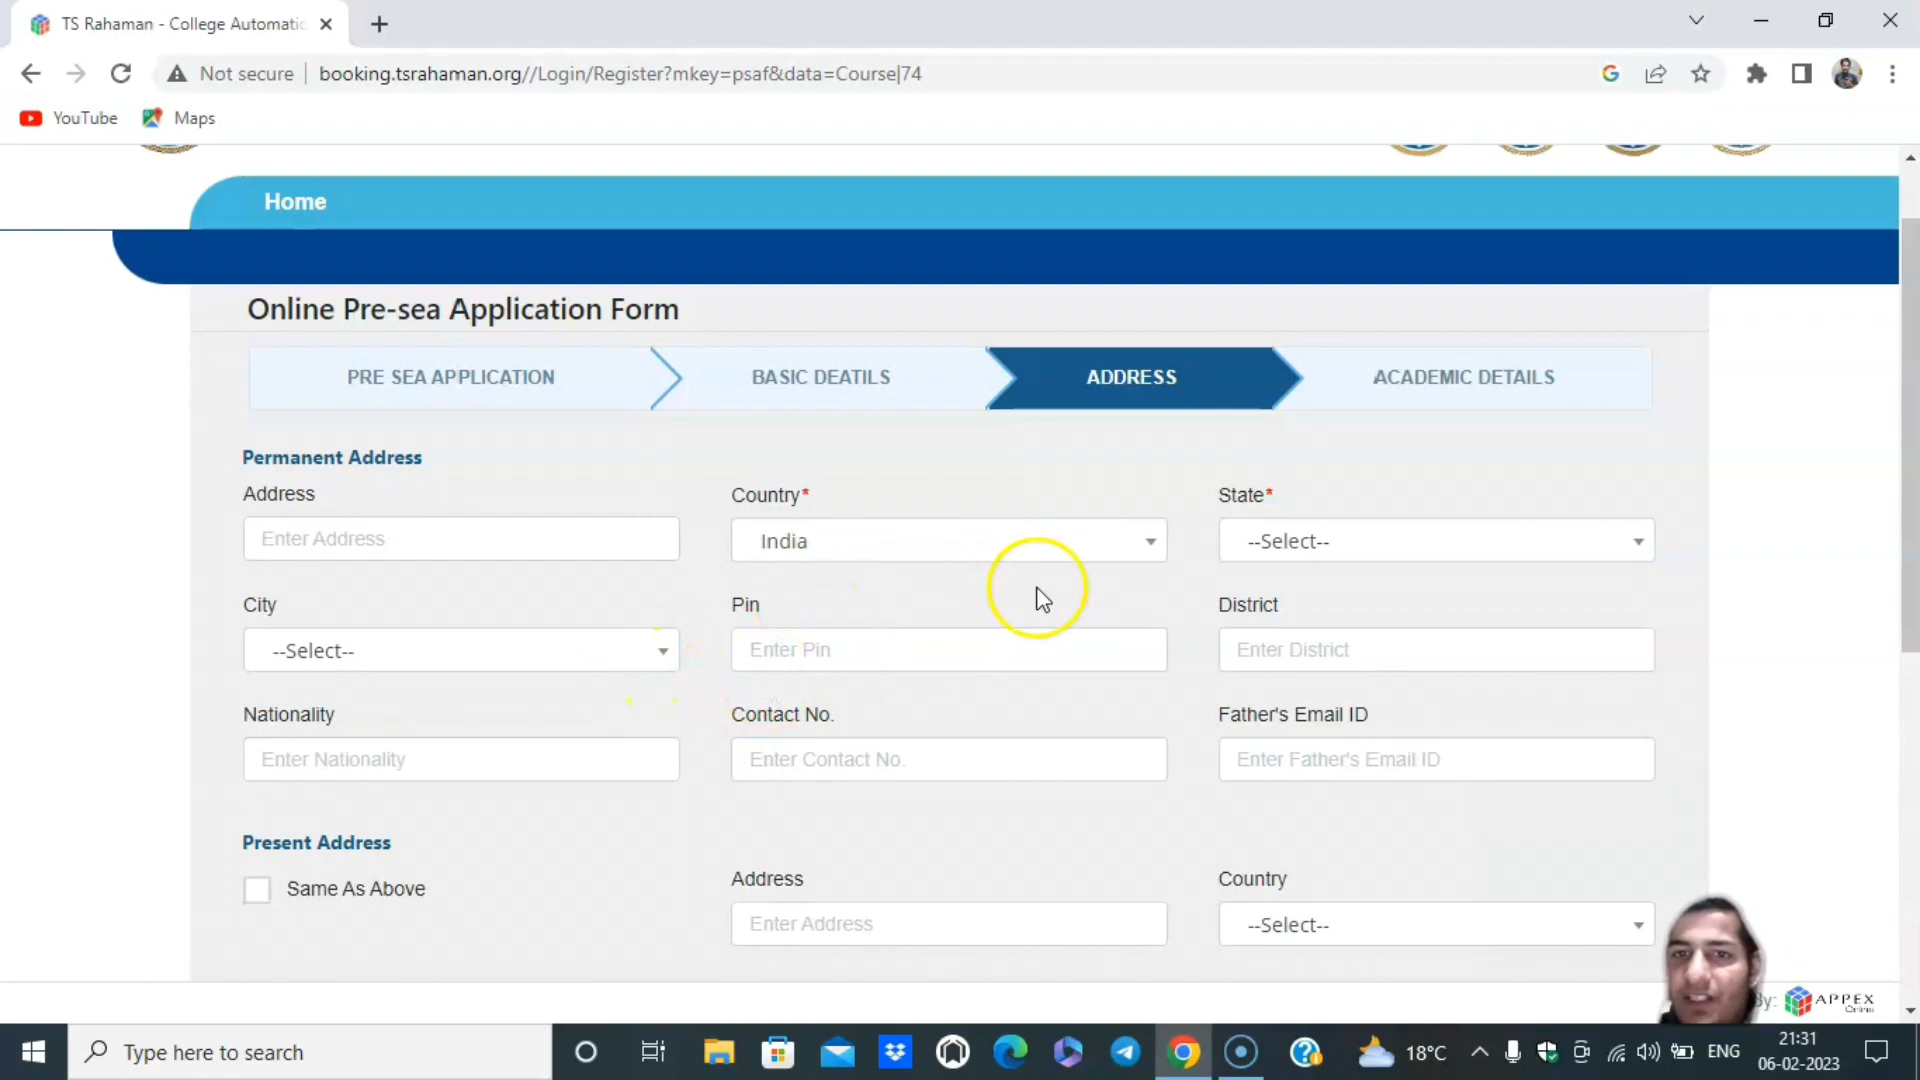 TS Rahaman - College Automatic
Not secure
booking.tsrahaman.org//Login/Register?mkey=psaf&data=Course|74
YouTube
Maps
Home
Online Pre-sea Application Form
PRE SEA APPLICATION
BASIC DEATILS
ADDRESS
ACADEMIC DETAILS
Permanent Address
Address
Country*
State*
Enter Address
India
--Select--
City
Pin
District
--Select--
Enter Pin
Enter District
Nationality
Contact No.
Father's Email ID
Enter Nationality
Enter Contact No.
Enter Father's Email ID
Present Address
Same As Above
Address
Country
Enter Address
--Select--
By:
APPEX
Online
Type here to search
18°C
ENG
21:31
06-02-2023